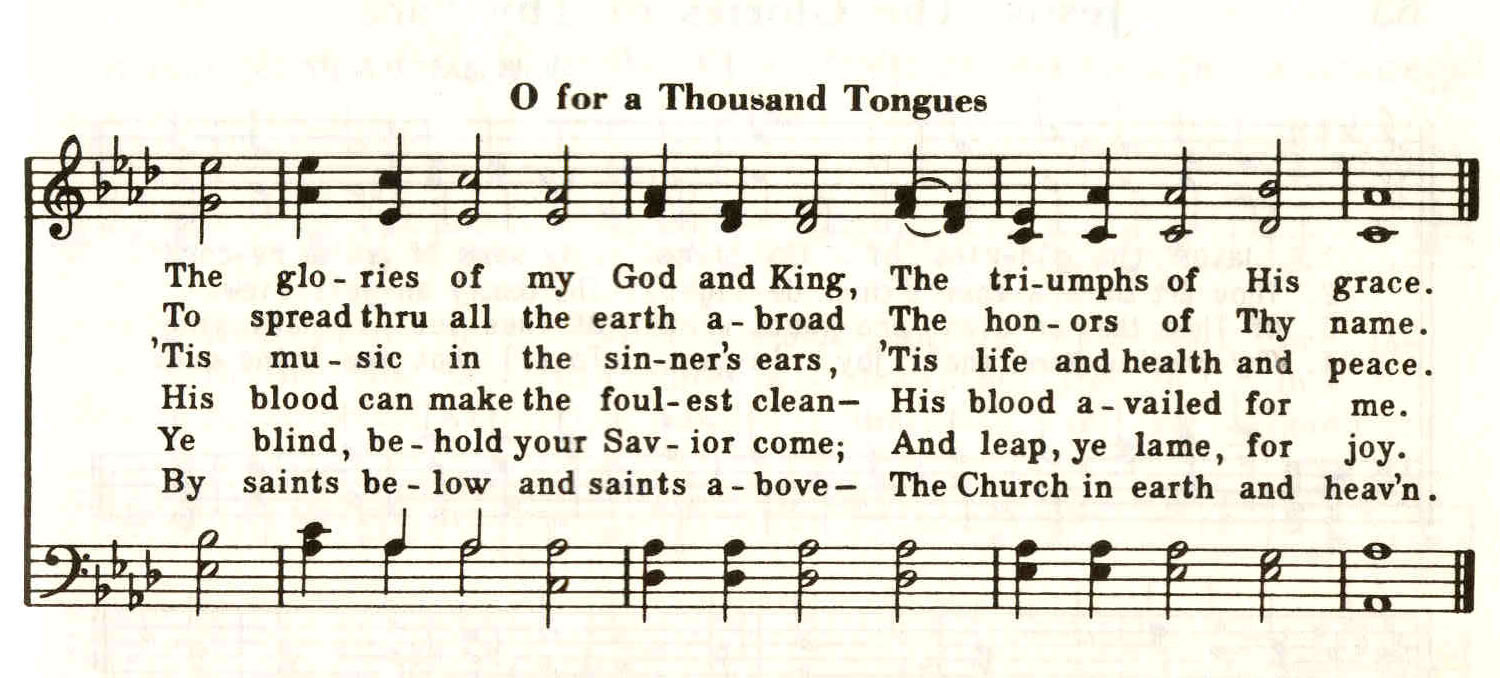 O for a Thousand Tongues
The glo - ries of my God and King, The tri - umphs of His grace.
To spread thru all the earth a - broad The hon - ors of Thy name.
'Tis mu - sic in the sin - ner's ears, 'Tis life and health and peace.
His blood can make the foul - est clean— His blood a - vailed for me.
Ye blind, be - hold your Sav - ior come; And leap, ye lame, for joy.
By saints be - low and saints a - bove— The Church in earth and heav'n.